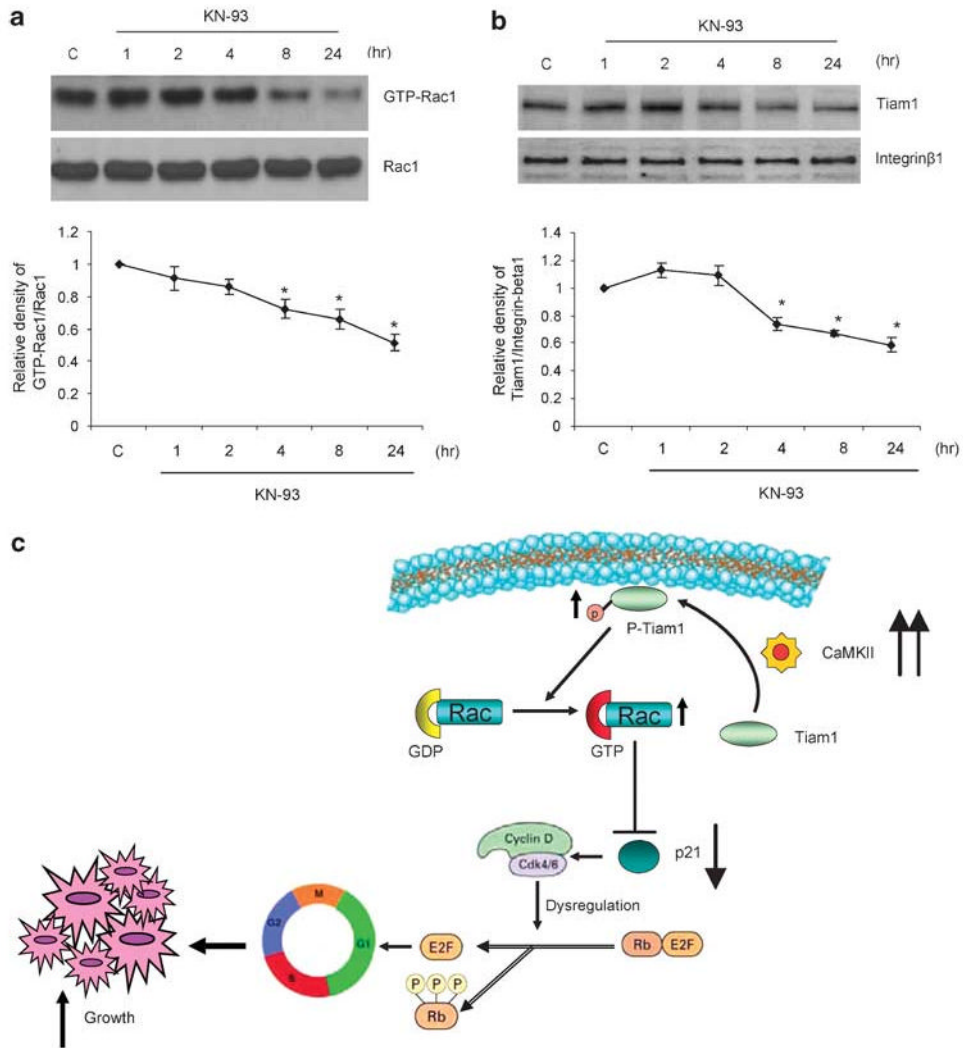 a
KN-93
C 1 2 4 8 24 (hr)
GTP-Rac1
Rac1
Relative density of
GTP-Rac1/Rac1
1.2
1
0.8
0.6
0.4
0.2
0
*
*
*
C 1 2 4 8 24 (hr)
KN-93
b
KN-93
C 1 2 4 8 24 (hr)
Tiam1
Integrinβ1
Relative density of
Tiam1/Integrin-beta1
1.4
1.2
1
0.8
0.6
0.4
0.2
0
*
*
*
C 1 2 4 8 24 (hr)
KN-93
c
p
P-Tiam1
CaMKII
Rac
GDP
Rac
GTP
Tiam1
Cyclin D
Cdk4/6
p21
Dysregulation
M
G2
G1
S
E2F
Rb E2F
P P P
Rb
Growth